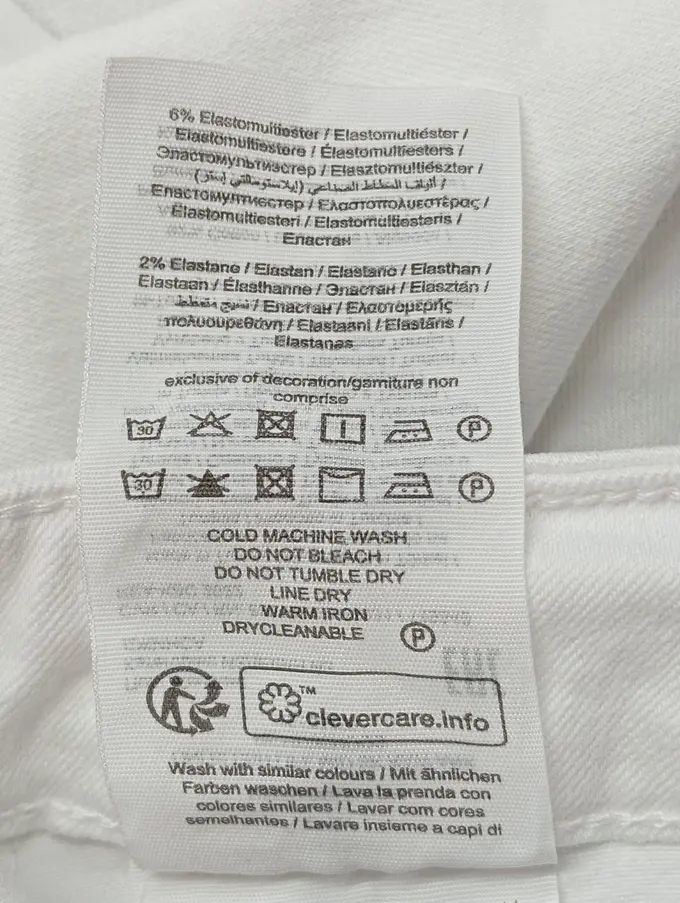 6% Elastomultiester / Elastomultiéster /
Elastomultiestere / Élastomultiesters /
Эластомультиэстер / Elasztomultiészter /
Еластомултиестер / Ελαστοπολυεστέρας /
Elastomultiesteri / Elastomultiesteris /
Еластан
2% Elastane / Elastan / Elastano / Elasthan /
Elastaan / Élasthanne / Эластан / Elasztán /
نسيج متمطط / Еластан / Ελαστομερής
πολυουρεθάνη / Elastaani / Elastāns /
Elastanas
exclusive of decoration/garniture non
comprise
30 P
30 P
COLD MACHINE WASH
DO NOT BLEACH
DO NOT TUMBLE DRY
LINE DRY
WARM IRON
DRYCLEANABLE P
™
clevercare.info
Wash with similar colours / Mit ähnlichen
Farben waschen / Lava la prenda con
colores similares / Lavar com cores
semelhantes / Lavare insieme a capi di